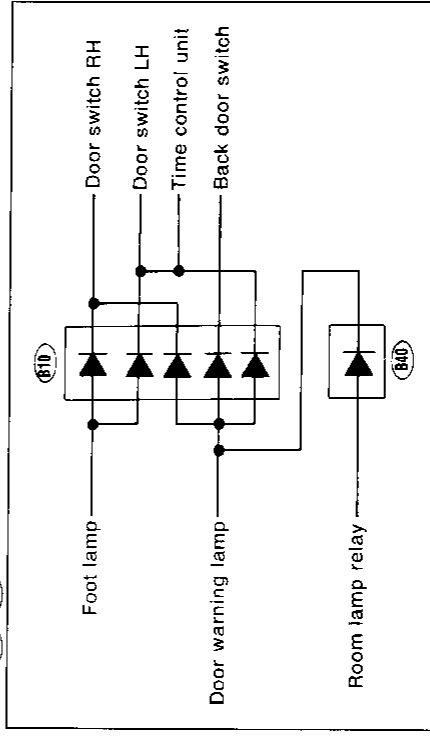 B10
Foot lamp
Door warning lamp
Room lamp relay
Door switch RH
Door switch LH
Time control unit
Back door switch
B40